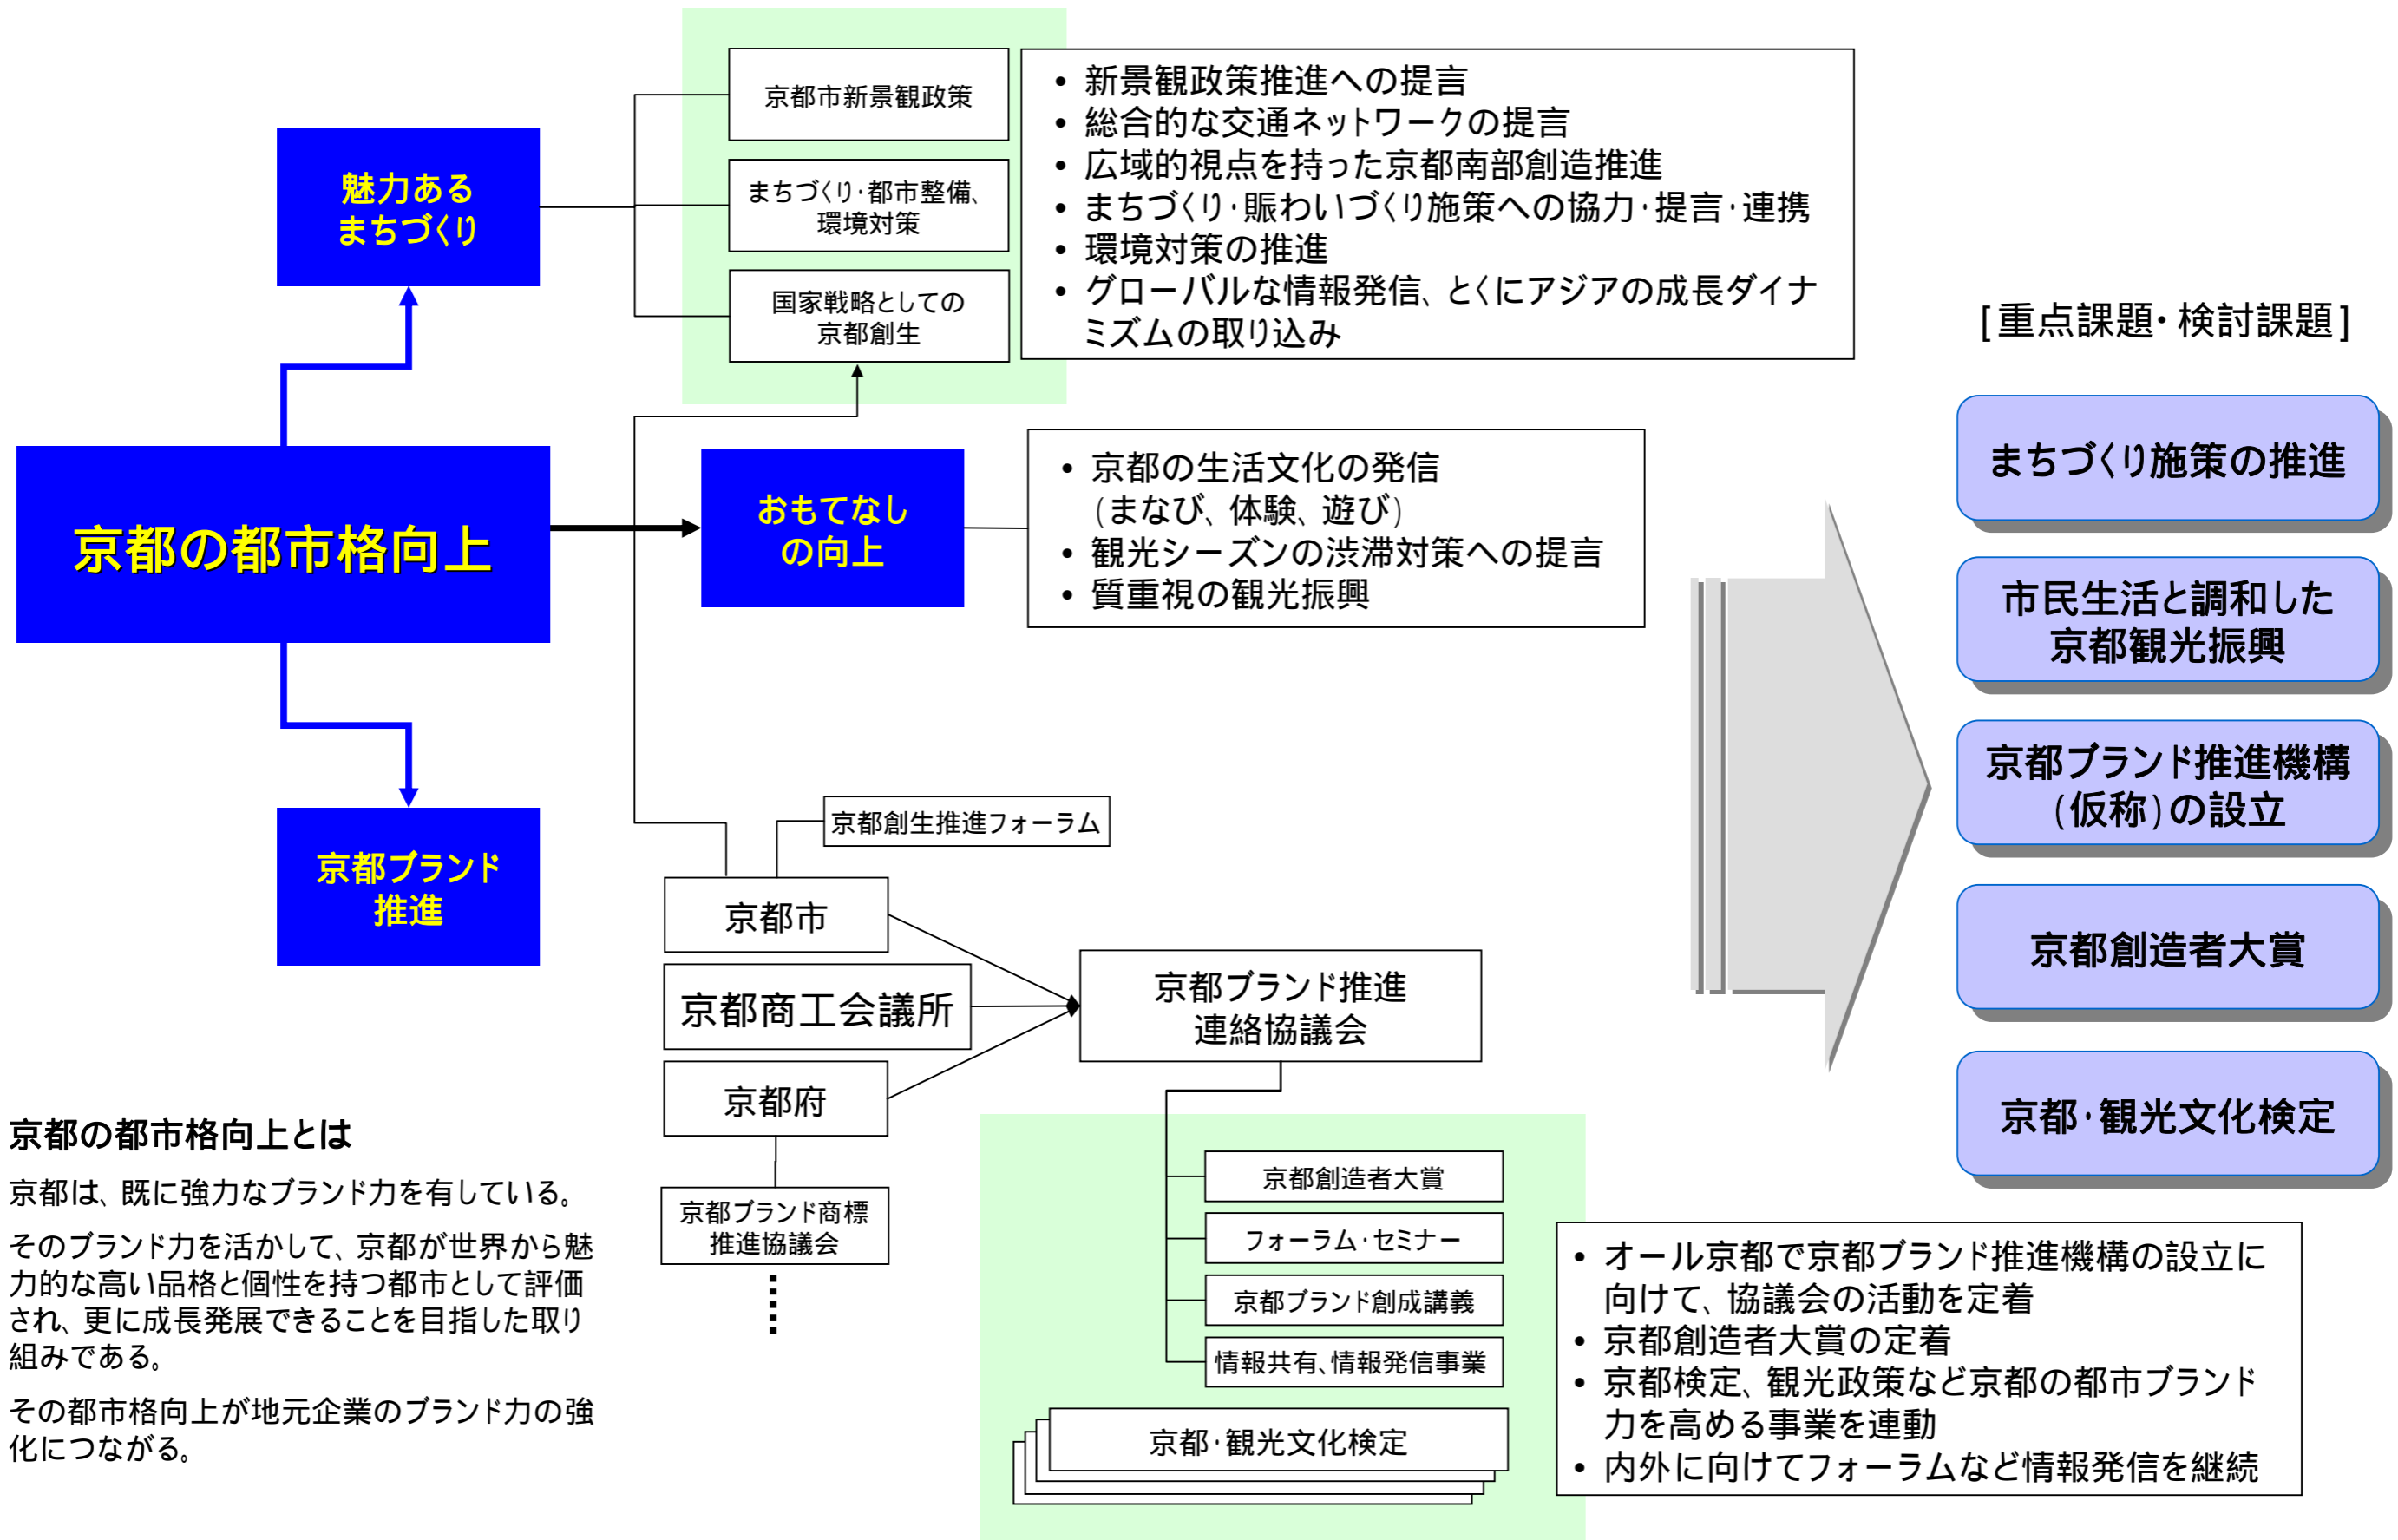 京都市新景観政策
まちづくり・都市整備、
環境対策
国家戦略としての
京都創生
• 新景観政策推進への提言
• 総合的な交通ネットワークの提言
• 広域的視点を持った京都南部創造推進
• まちづくり・賑わいづくり施策への協力・提言・連携
• 環境対策の推進
• グローバルな情報発信、とくにアジアの成長ダイナ
ミズムの取り込み
魅力ある
まちづくり
[重点課題・検討課題]
まちづくり施策の推進
市民生活と調和した
京都観光振興
京都ブランド推進機構
(仮称)の設立
京都創造者大賞
京都・観光文化検定
京都の都市格向上
おもてなし
の向上
• 京都の生活文化の発信
(まなび、体験、遊び)
• 観光シーズンの渋滞対策への提言
• 質重視の観光振興
京都ブランド
推進
京都創生推進フォーラム
京都市
京都商工会議所
京都府
京都ブランド商標
推進協議会
京都ブランド推進
連絡協議会
京都創造者大賞
フォーラム・セミナー
京都ブランド創成講義
情報共有、情報発信事業
京都・観光文化検定
• オール京都で京都ブランド推進機構の設立に
向けて、協議会の活動を定着
• 京都創造者大賞の定着
• 京都検定、観光政策など京都の都市ブランド
力を高める事業を連動
• 内外に向けてフォーラムなど情報発信を継続
京都の都市格向上とは
京都は、既に強力なブランド力を有している。
そのブランド力を活かして、京都が世界から魅
力的な高い品格と個性を持つ都市として評価
され、更に成長発展できることを目指した取り
組みである。
その都市格向上が地元企業のブランド力の強
化につながる。